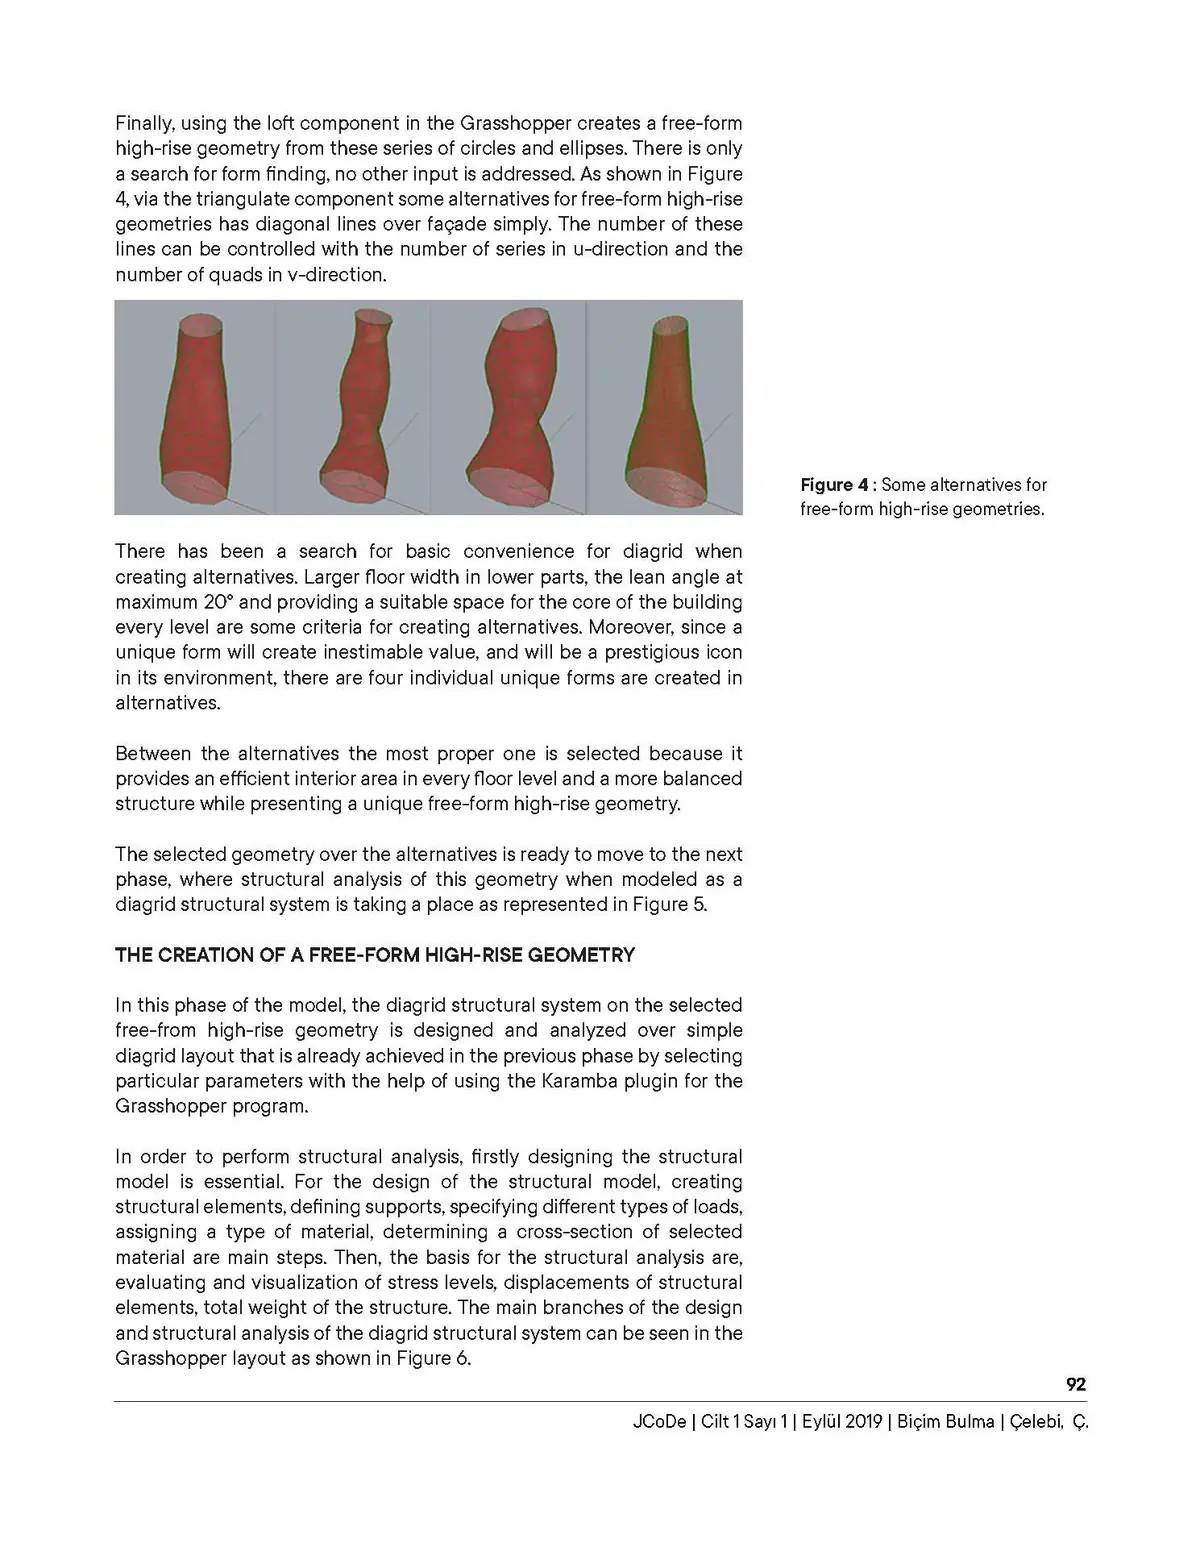 Finally, using the loft component in the Grasshopper creates a free-form
high-rise geometry from these series of circles and ellipses. There is only
a search for form finding, no other input is addressed. As shown in Figure
4, via the triangulate component some alternatives for free-form high-rise
geometries has diagonal lines over façade simply. The number of these
lines can be controlled with the number of series in u-direction and the
number of quads in v-direction.
Figure 4 : Some alternatives for
free-form high-rise geometries.
There has been a search for basic convenience for diagrid when
creating alternatives. Larger floor width in lower parts, the lean angle at
maximum 20° and providing a suitable space for the core of the building
every level are some criteria for creating alternatives. Moreover, since a
unique form will create inestimable value, and will be a prestigious icon
in its environment, there are four individual unique forms are created in
alternatives.
Between the alternatives the most proper one is selected because it
provides an efficient interior area in every floor level and a more balanced
structure while presenting a unique free-form high-rise geometry.
The selected geometry over the alternatives is ready to move to the next
phase, where structural analysis of this geometry when modeled as a
diagrid structural system is taking a place as represented in Figure 5.
THE CREATION OF A FREE-FORM HIGH-RISE GEOMETRY
In this phase of the model, the diagrid structural system on the selected
free-from high-rise geometry is designed and analyzed over simple
diagrid layout that is already achieved in the previous phase by selecting
particular parameters with the help of using the Karamba plugin for the
Grasshopper program.
In order to perform structural analysis, firstly designing the structural
model is essential. For the design of the structural model, creating
structural elements, defining supports, specifying different types of loads,
assigning a type of material, determining a cross-section of selected
material are main steps. Then, the basis for the structural analysis are,
evaluating and visualization of stress levels, displacements of structural
elements, total weight of the structure. The main branches of the design
and structural analysis of the diagrid structural system can be seen in the
Grasshopper layout as shown in Figure 6.
92
JCoDe | Cilt 1 Sayı 1 | Eylül 2019 | Biçim Bulma | Çelebi, Ç.